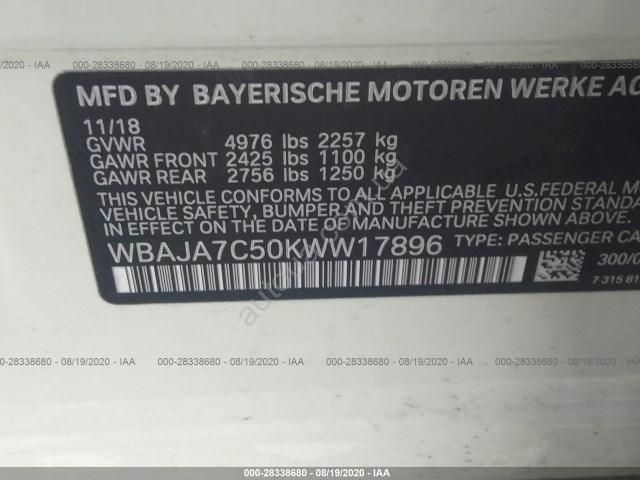 000-28338680 - 08/19/2020 - IAA
MFD BY BAYERISCHE MOTOREN WERKE AG
11/18
GVWR 4976 lbs 2257 kg
GAWR FRONT 2425 lbs 1100 kg
GAWR REAR 2756 lbs 1250 kg
THIS VEHICLE CONFORMS TO ALL APPLICABLE U.S.FEDERAL M
VEHICLE SAFETY, BUMPER AND THEFT PREVENTION STANDA
IN EFFECT ON THE DATE OF MANUFACTURE SHOWN ABOVE.
WBAJA7C50KWW17896 TYPE: PASSENGER CA
300/0
7 315 81
000-28338680 - 08/19/2020 - IAA
000-28338680 - 08/19/2020 - IAA